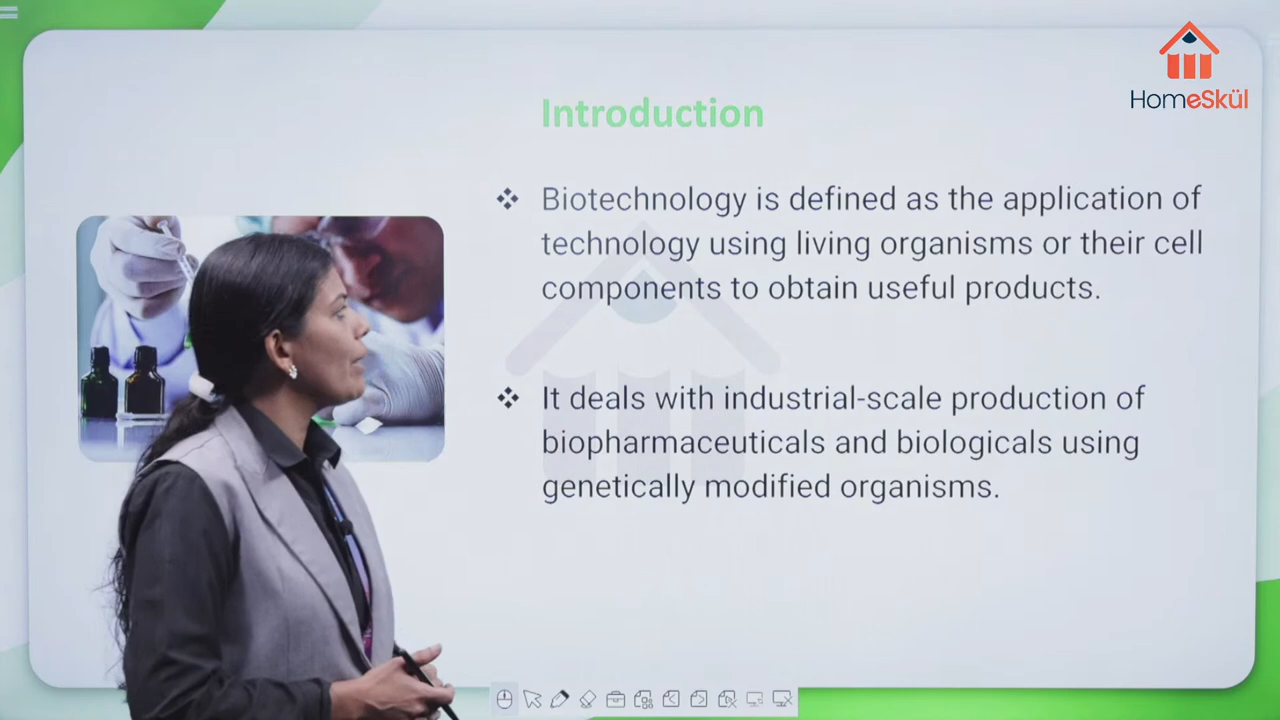 HomeSkül
Introduction
Biotechnology is defined as the application of
technology using living organisms or their cell
components to obtain useful products.
It deals with industrial-scale production of
biopharmaceuticals and biologicals using
genetically modified organisms.